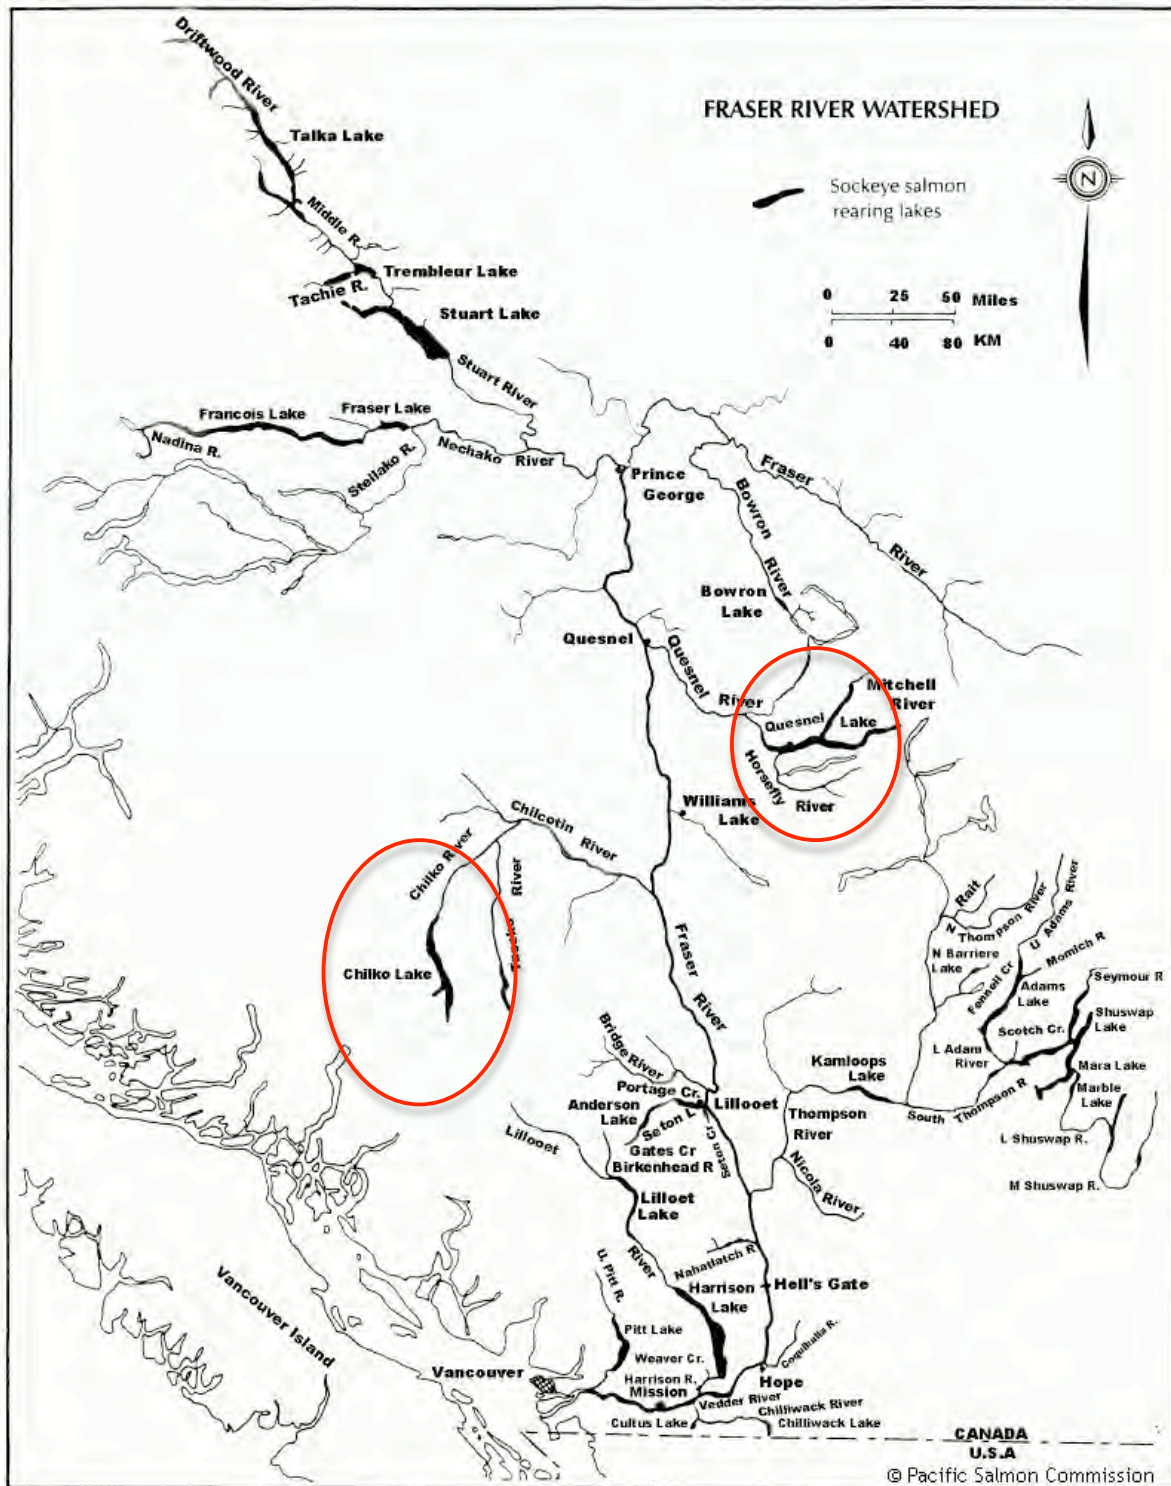 FRASER RIVER WATERSHED
Sockeye salmon
rearing lakes
N
0 25 50 Miles
0 40 80 KM
Driftwood River
Talka Lake
Middle R.
Trembleur Lake
Tachie R.
Stuart Lake
Stuart River
Francois Lake
Fraser Lake
Nadina R.
Stellako R.
Nechako River
Prince
George
Fraser
River
Bowron
River
Bowron
Lake
Quesnel
Quesnel
River
Mitchell
River
Quesnel Lake
Horsefly
River
Williams
Lake
Chilcotin River
Chilko River
River
Chilko Lake
Fraser
River
Rait
N
Thompson River
U Adams River
N Barriere
Lake
Fennell Cr
Momich R
Adams
Lake
Seymour R
Scotch Cr.
Shuswap
Lake
L Adam
River
Mara Lake
Marble
Lake
Kamloops
Lake
South Thompson R
L Shuswap R.
M Shuswap R.
Bridge River
Portage Cr.
Lillooet
Anderson
Lake
Seton L
Seton Cr
Gates Cr
Birkenhead R
Thompson
River
Nicola River
Lillooet
Lilloet
Lake
River
Nahatlatch R
Hell's Gate
Harrison
Lake
U. Pitt R.
Pitt Lake
Weaver Cr.
Harrison R.
Mission
Coquihalla R.
Hope
Vedder River
Chilliwack River
Chilliwack Lake
Cultus Lake
Vancouver
Vancouver Island
CANADA
U.S.A
© Pacific Salmon Commission